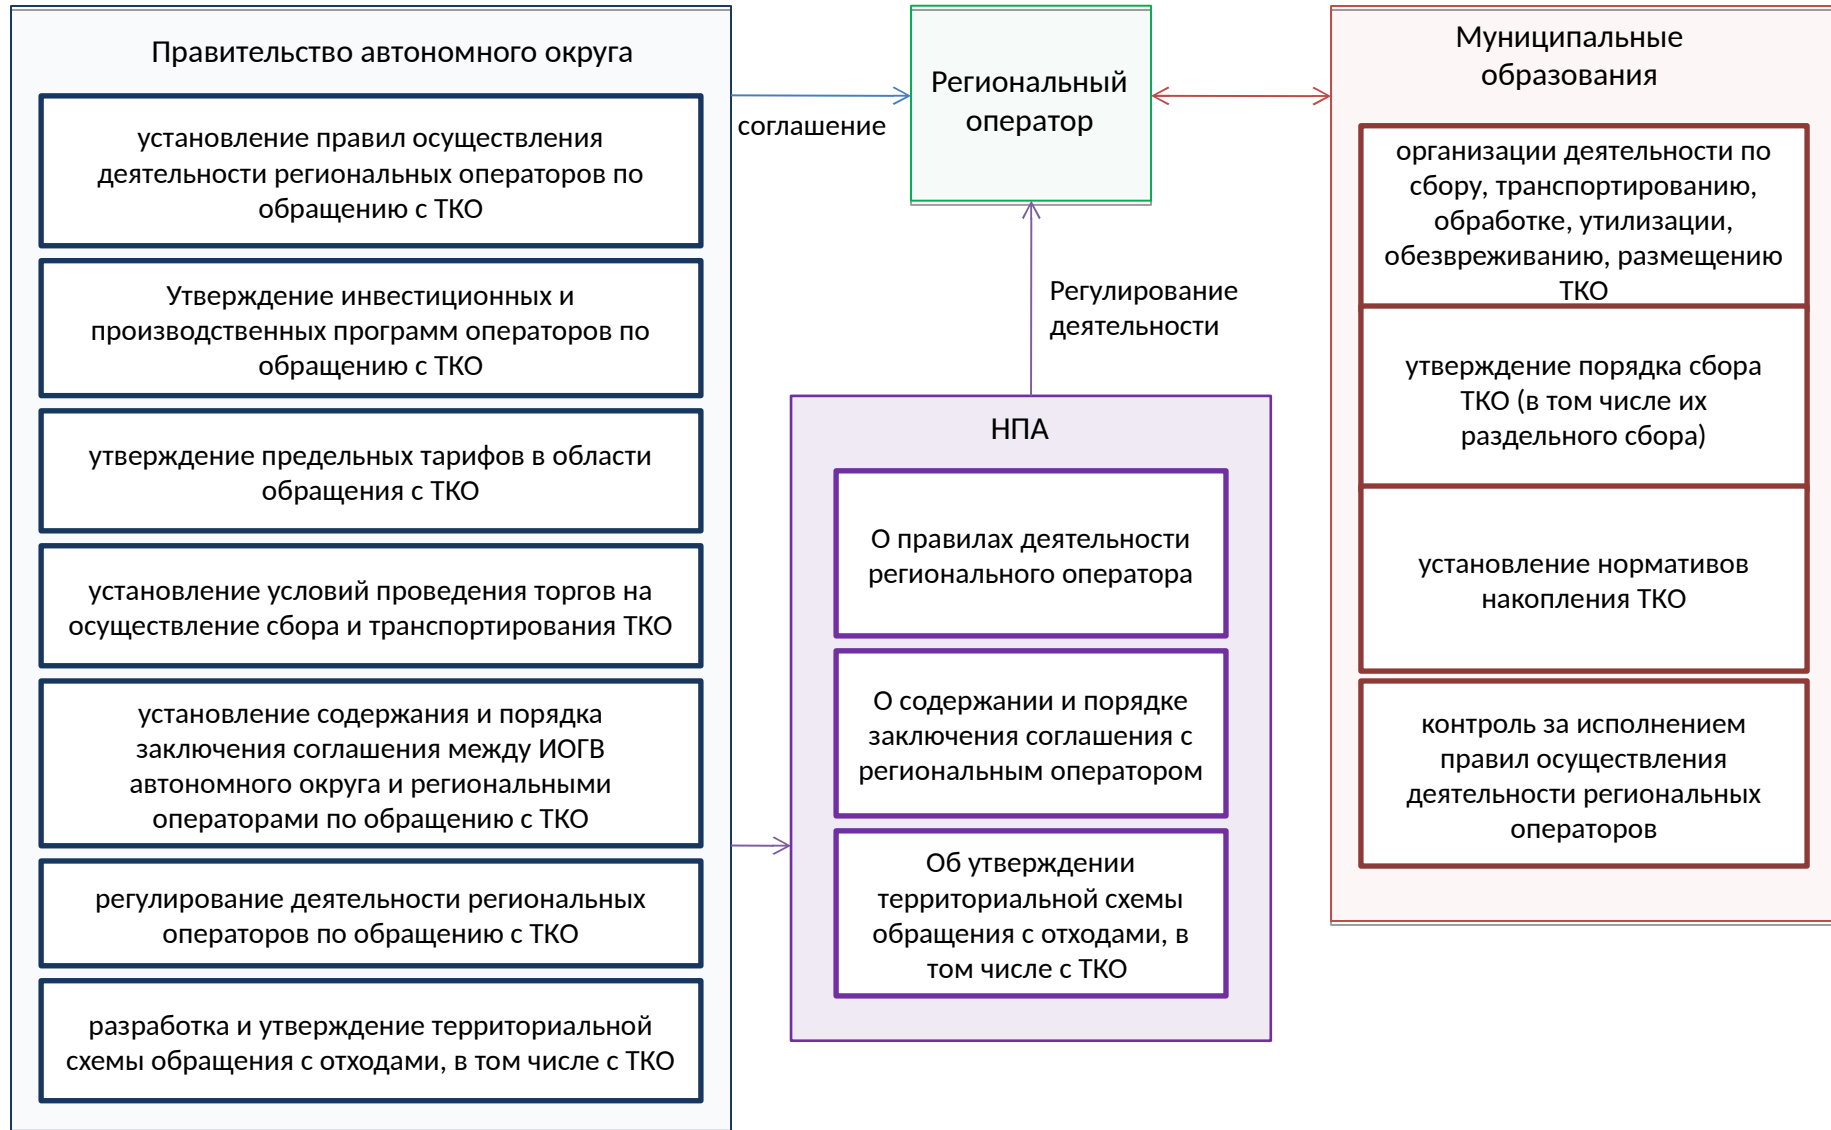 Правительство автономного округа
установление правил осуществления
деятельности региональных операторов по
обращению с ТКО
Утверждение инвестиционных и
производственных программ операторов по
обращению с ТКО
утверждение предельных тарифов в области
обращения с ТКО
установление условий проведения торгов на
осуществление сбора и транспортирования ТКО
установление содержания и порядка
заключения соглашения между ИОГВ
автономного округа и региональными
операторами по обращению с ТКО
регулирование деятельности региональных
операторов по обращению с ТКО
разработка и утверждение территориальной
схемы обращения с отходами, в том числе с ТКО
соглашение
Региональный
оператор
Регулирование
деятельности
НПА
О правилах деятельности
регионального оператора
О содержании и порядке
заключения соглашения с
региональным оператором
Об утверждении
территориальной схемы
обращения с отходами, в
том числе с ТКО
Муниципальные
образования
организации деятельности по
сбору, транспортированию,
обработке, утилизации,
обезвреживанию, размещению
ТКО
утверждение порядка сбора
ТКО (в том числе их
раздельного сбора)
установление нормативов
накопления ТКО
контроль за исполнением
правил осуществления
деятельности региональных
операторов